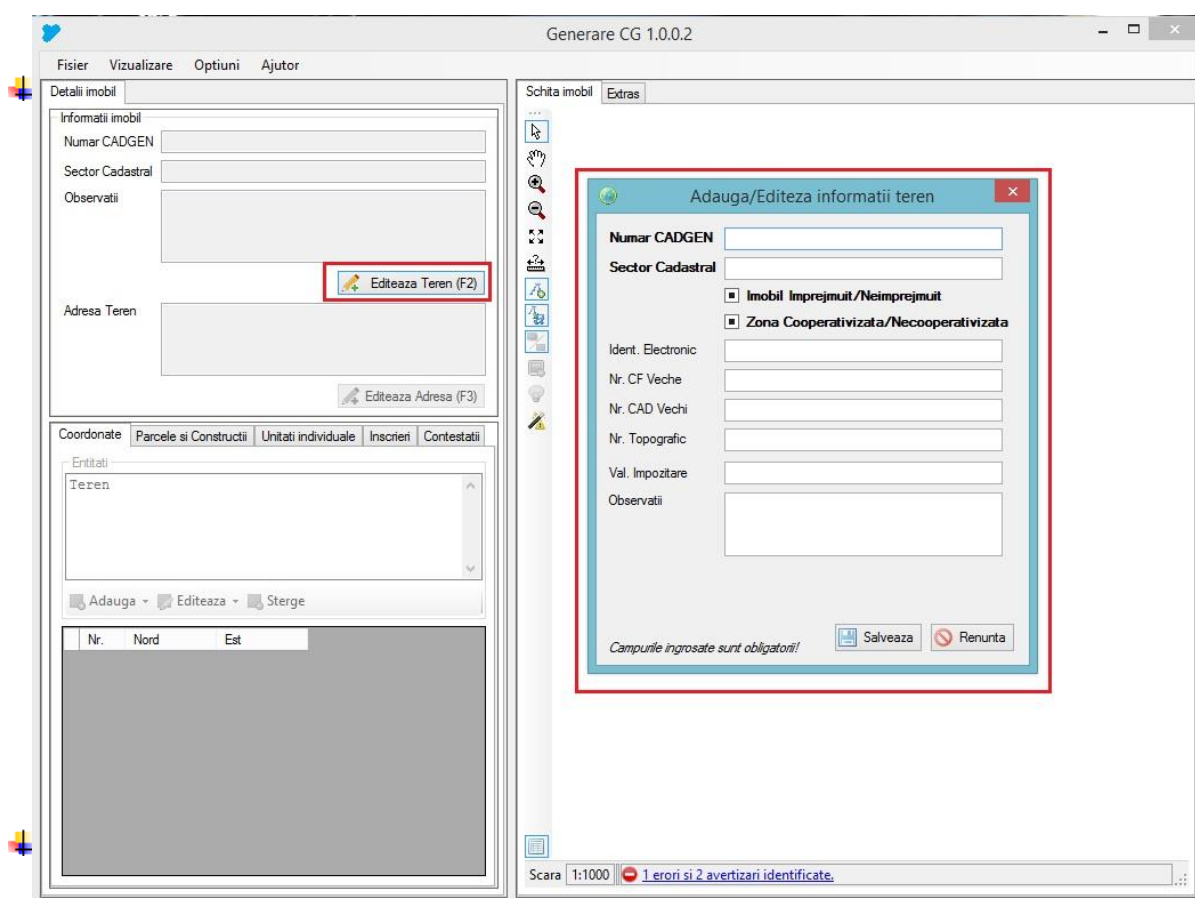 Generare CG 1.0.0.2
Fisier Vizualizare Optiuni Ajutor
Detalii imobil
Informatii imobil
Numar CADGEN
Sector Cadastral
Observatii
Editeaza Teren (F2)
Adresa Teren
Editeaza Adresa (F3)
Coordonate Parcele si Constructii Unitati individuale Inscrieri Contestatii
Entitati
Teren
Adauga Editeaza Sterge
Nr. Nord Est
Schita imobil Extras
Adauga/Editeza informatii teren
Numar CADGEN
Sector Cadastral
Imobil Imprejmuit/Neimprejmuit
Zona Cooperativizata/Necooperativizata
Ident. Electronic
Nr. CF Veche
Nr. CAD Vechi
Nr. Topografic
Val. Impozitare
Observatii
Campurile ingrosate sunt obligatorii!
Salveaza Renunta
Scara 1:1000 1 erori si 2 avertizari identificate.